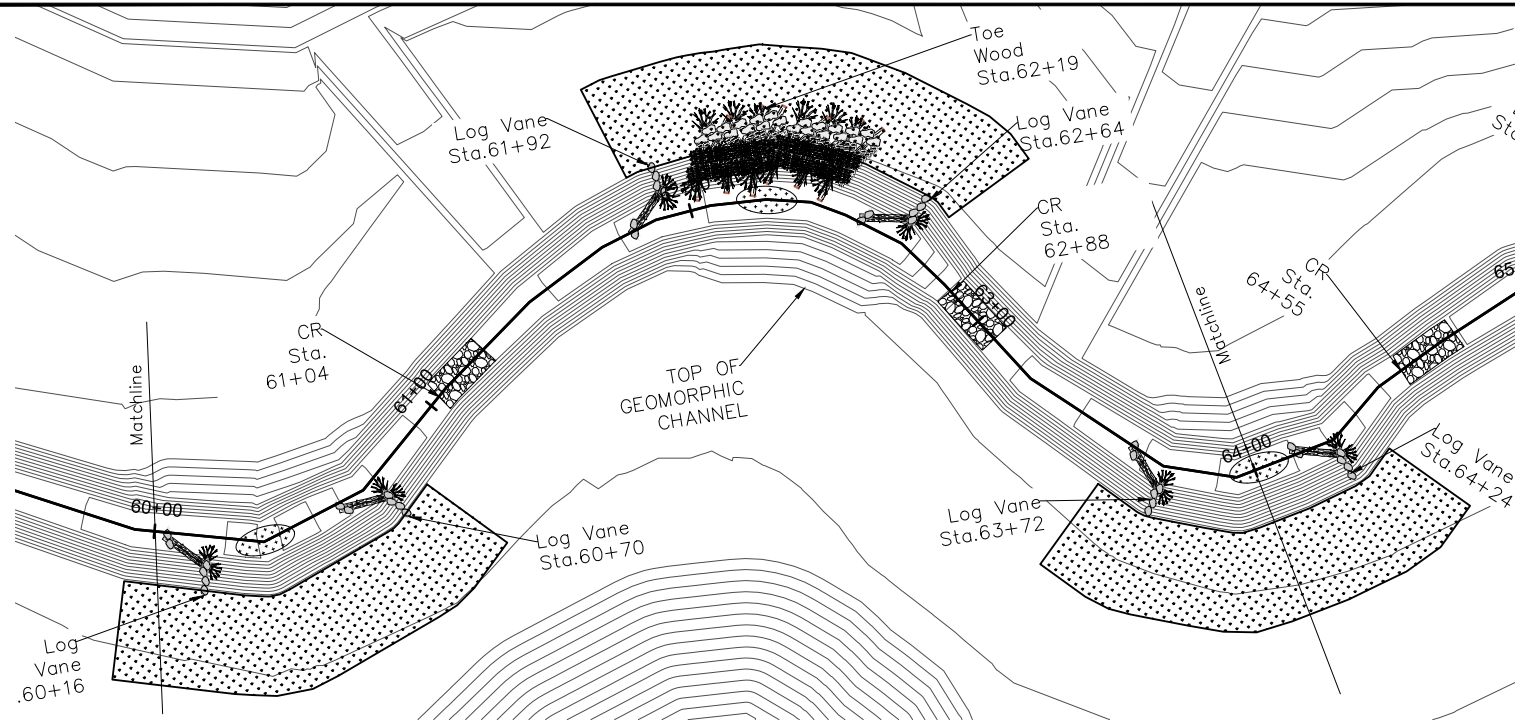 Toe
Wood
Sta.62+19
Log Vane
Sta.61+92
Log Vane
Sta.62+64
CR
Sta.
62+88
CR
Sta.
64+55
CR
Sta.
61+04
Matchline
Matchline
61+00
63+00
TOP OF
GEOMORPHIC
CHANNEL
60+00
64+00
65
Log Vane
Sta.60+70
Log Vane
Sta.63+72
Log Vane
Sta.64+24
Log
Vane
.60+16